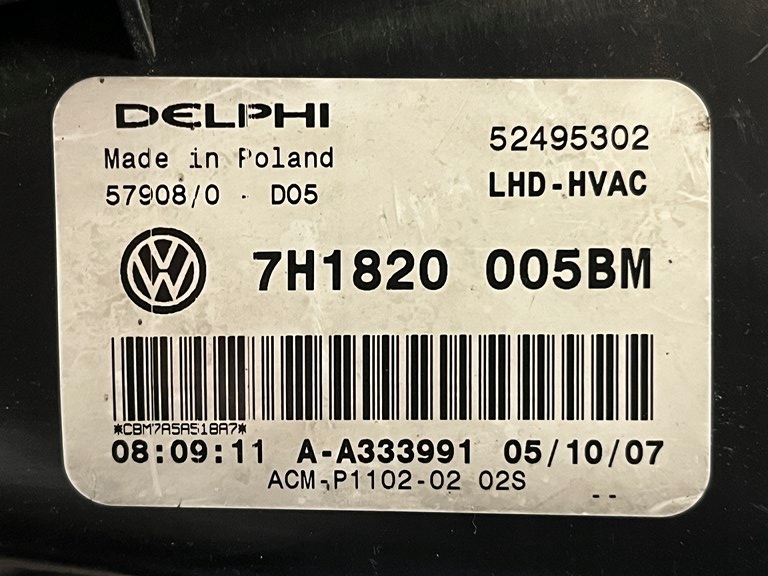 DELPHI
52495302
Made in Poland
LHD-HVAC
57908/0 - D05
7H1820 005BM
*CBM7A5A518A7*
08:09:11 A-A333991 05/10/07
ACM-P1102-02 02S
--